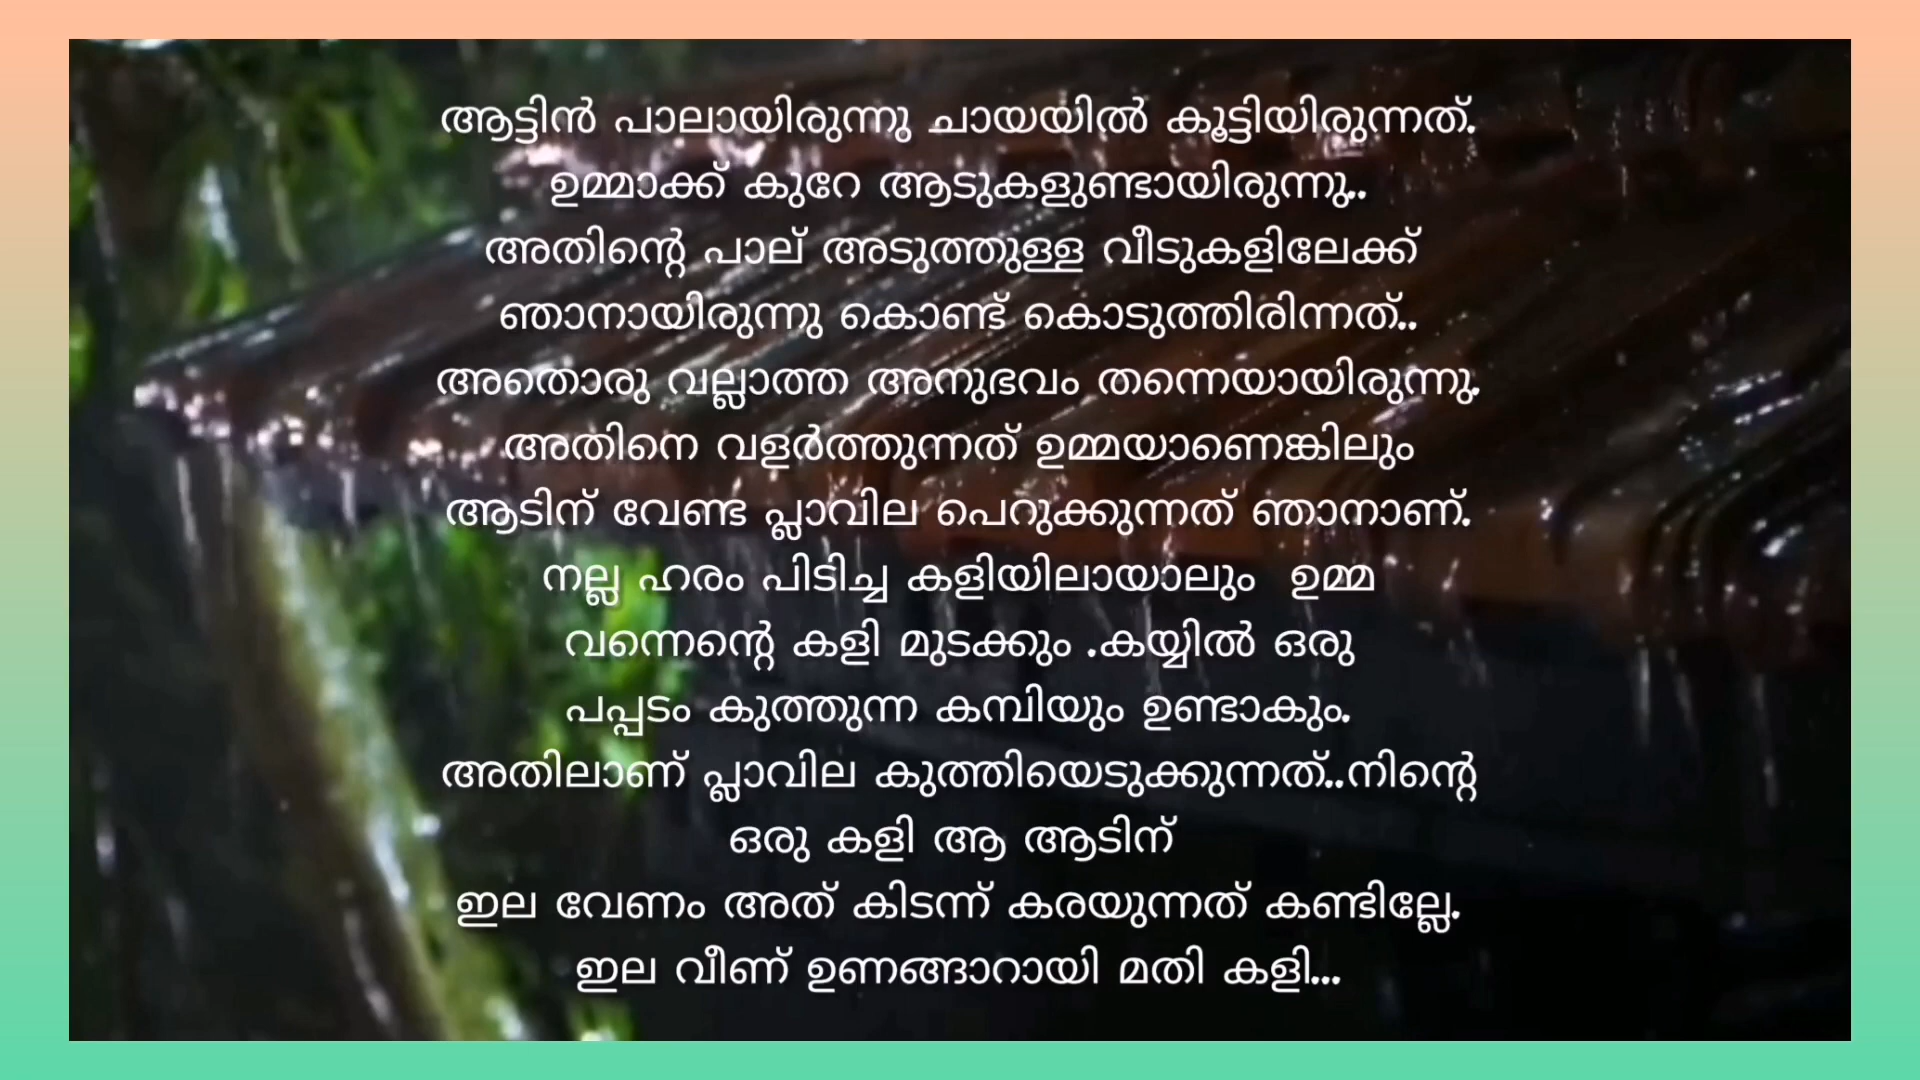 ആട്ടിൻ പാലായിരുന്നു ചായയിൽ കൂട്ടിയിരുന്നത്.
ഉമ്മാക്ക് കുറേ ആടുകളുണ്ടായിരുന്നു..
അതിന്റെ പാല് അടുത്തുള്ള വീടുകളിലേക്ക്
ഞാനായിരുന്നു കൊണ്ട് കൊടുത്തിരിന്നത്..
അതൊരു വല്ലാത്ത അനുഭവം തന്നെയായിരുന്നു.
അതിനെ വളർത്തുന്നത് ഉമ്മയാണെങ്കിലും
ആടിന് വേണ്ട പ്ലാവില പെറുക്കുന്നത് ഞാനാണ്.
നല്ല ഹരം പിടിച്ച കളിയിലായാലും  ഉമ്മ
വന്നെന്റെ കളി മുടക്കും .കയ്യിൽ ഒരു
പപ്പടം കുത്തുന്ന കമ്പിയും ഉണ്ടാകും.
അതിലാണ് പ്ലാവില കുത്തിയെടുക്കുന്നത്..നിന്റെ
ഒരു കളി ആ ആടിന്
ഇല വേണം അത് കിടന്ന് കരയുന്നത് കണ്ടില്ലേ.
ഇല വീണ് ഉണങ്ങാറായി മതി കളി...